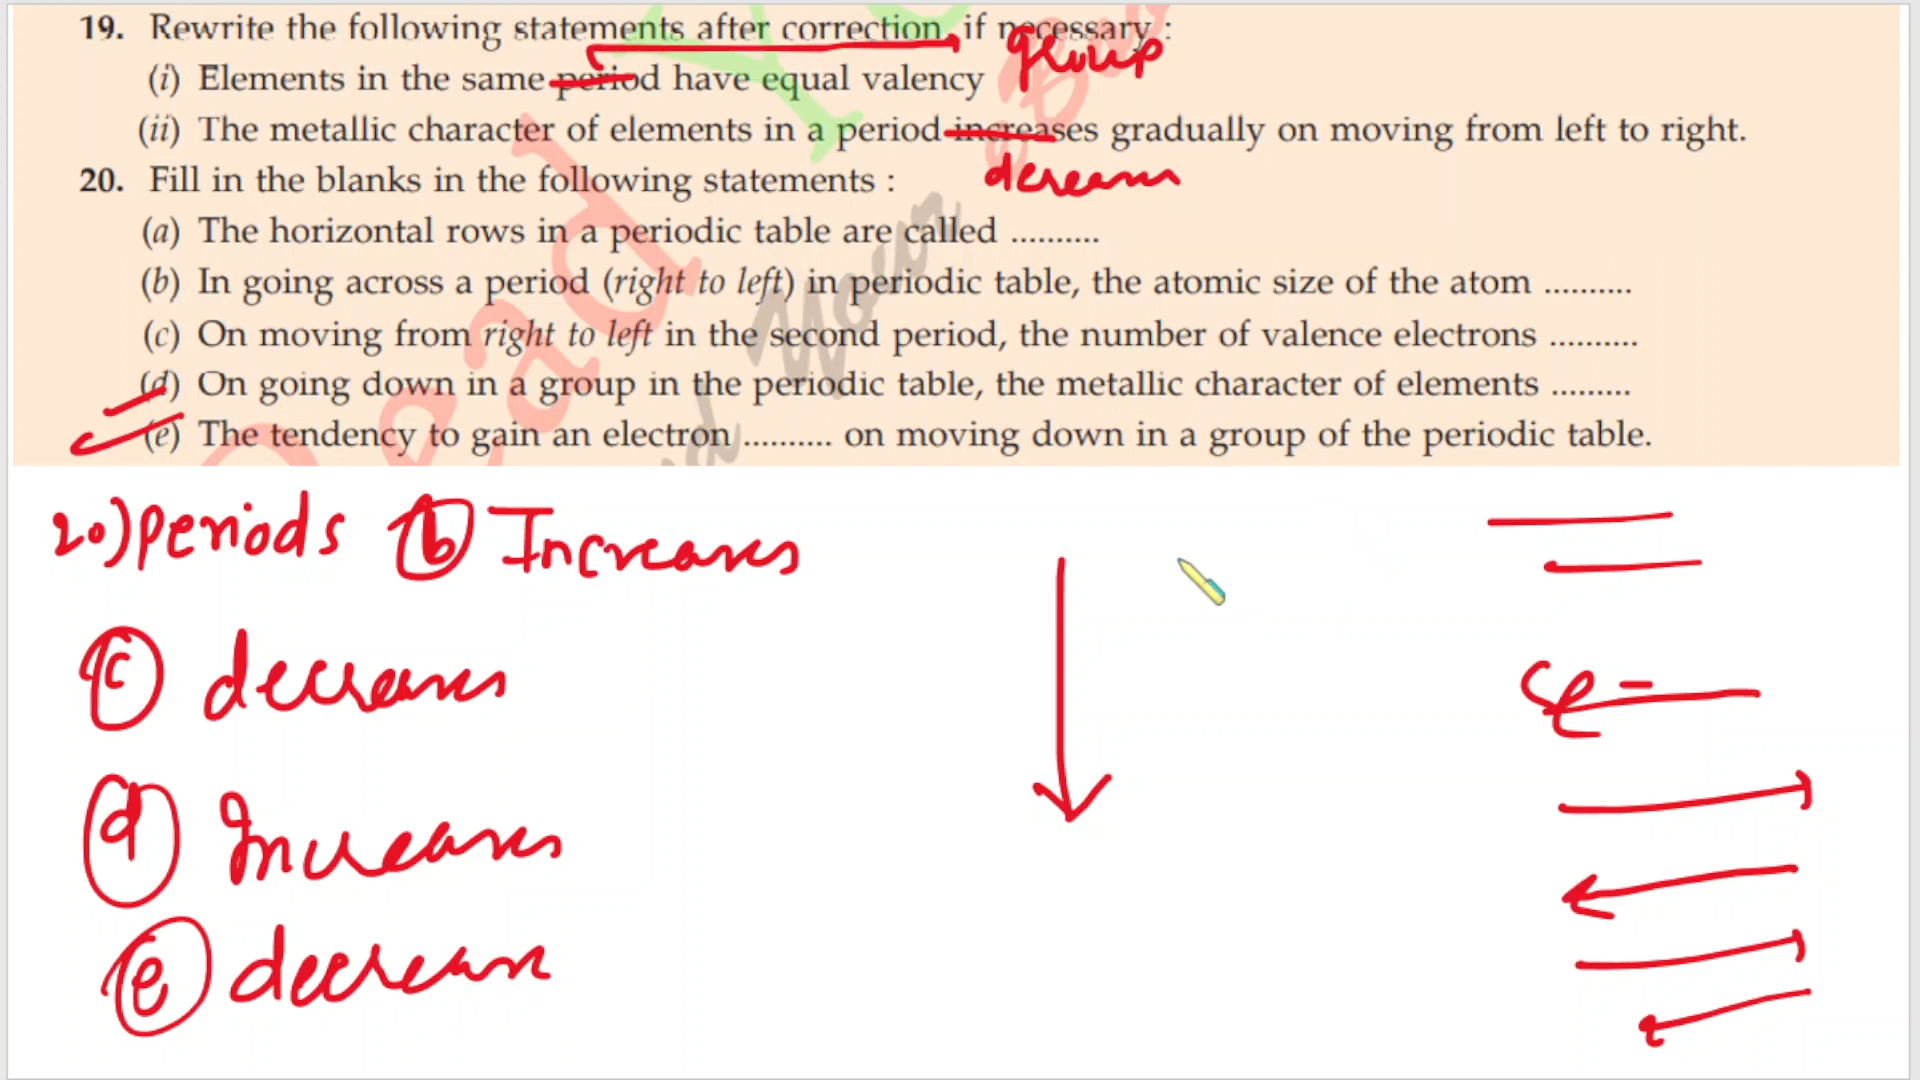 19. Rewrite the following statements after correction, if necessary :
group
(i) Elements in the same period have equal valency
(ii) The metallic character of elements in a period increases gradually on moving from left to right.
20. Fill in the blanks in the following statements :
(a) The horizontal rows in a periodic table are called ..........
(b) In going across a period (right to left) in periodic table, the atomic size of the atom ..........
(c) On moving from right to left in the second period, the number of valence electrons ..........
(d) On going down in a group in the periodic table, the metallic character of elements .........
(e) The tendency to gain an electron .......... on moving down in a group of the periodic table.
20) Periods (b) Increases
(c) decreases
(d) Increases
(e) decrease